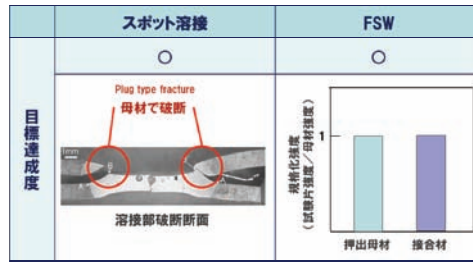 スポット溶接
FSW
○
○
目標達成度
Plug type fracture
母材で破断
溶接部破断断面
規格化強度
(試験片強度／母材強度)
1
押出母材
接合材